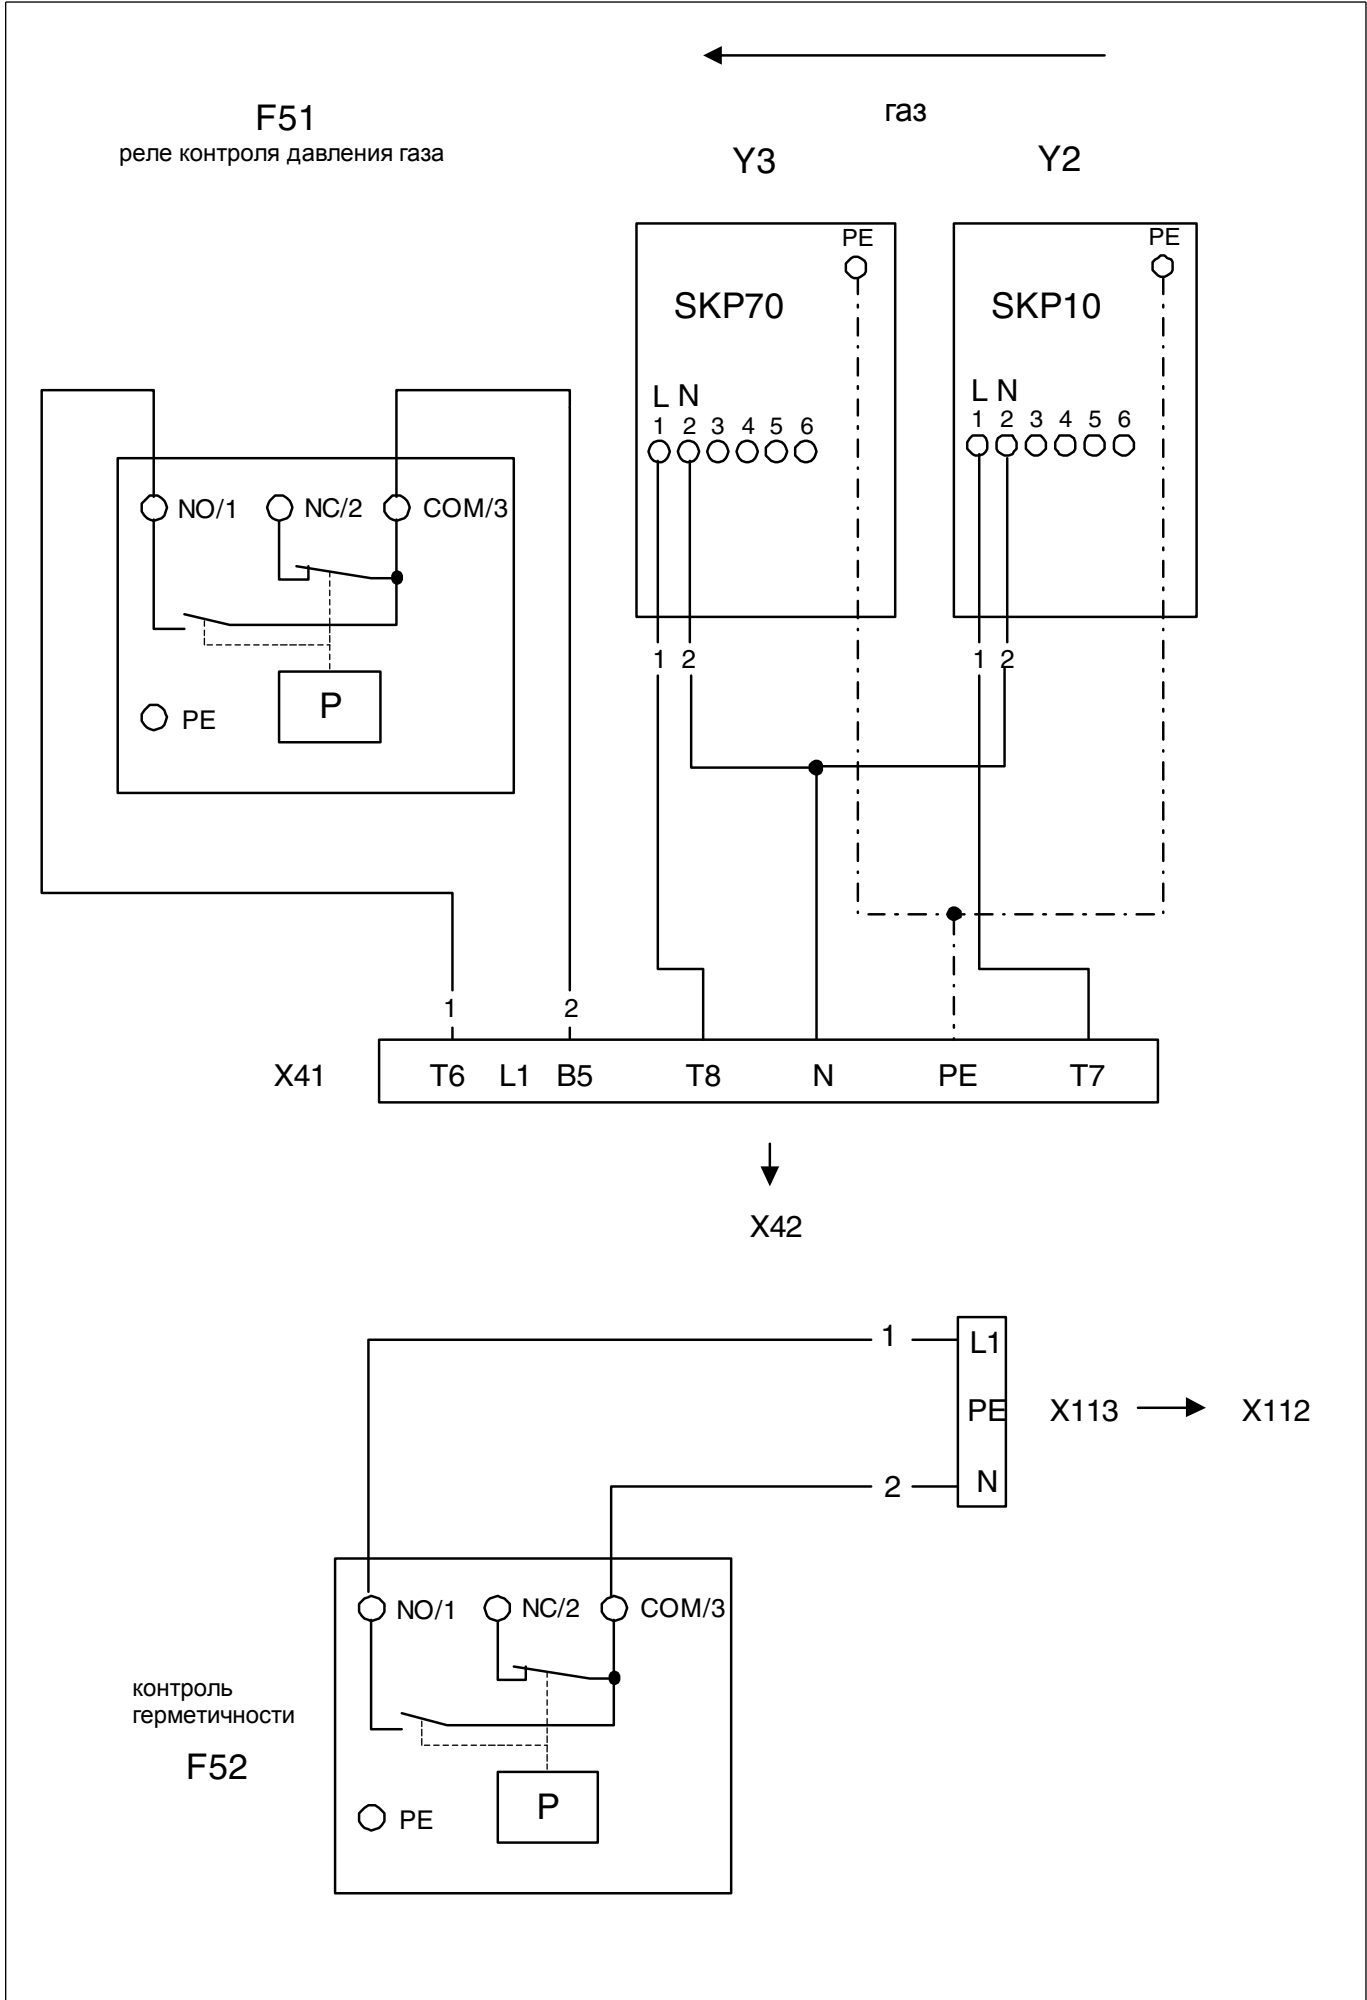 газ
F51
реле контроля давления газа
Y3
Y2
PE
PE
SKP70
SKP10
L N
1 2 3 4 5 6
L N
1 2 3 4 5 6
NO/1
NC/2
COM/3
1 2
1 2
P
PE
1
2
X41
T6 L1 B5 T8 N PE T7
X42
1
L1
PE
X113
X112
2
N
NO/1
NC/2
COM/3
контроль
герметичности
F52
P
PE